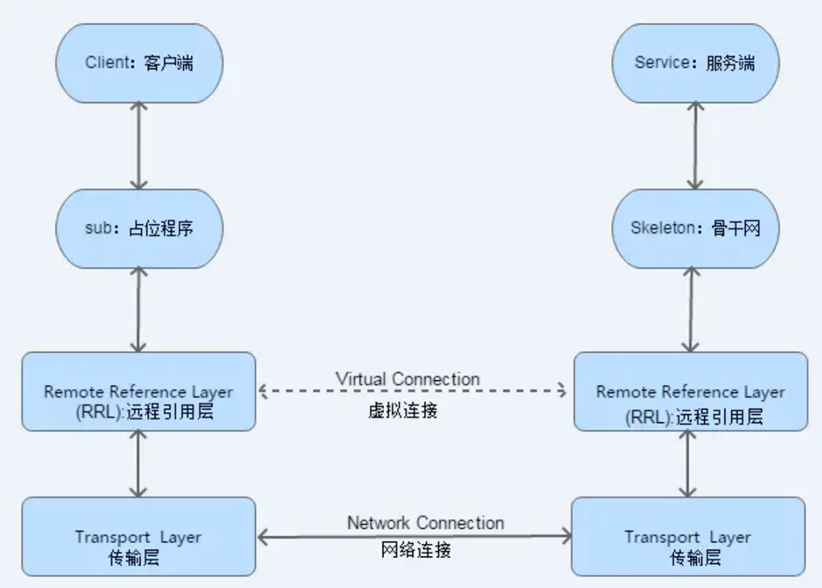 Client：客户端
Service：服务端
sub：占位程序
Skeleton：骨干网
Remote Reference Layer
(RRL):远程引用层
Virtual Connection
虚拟连接
Remote Reference Layer
(RRL):远程引用层
Transport Layer
传输层
Network Connection
网络连接
Transport Layer
传输层